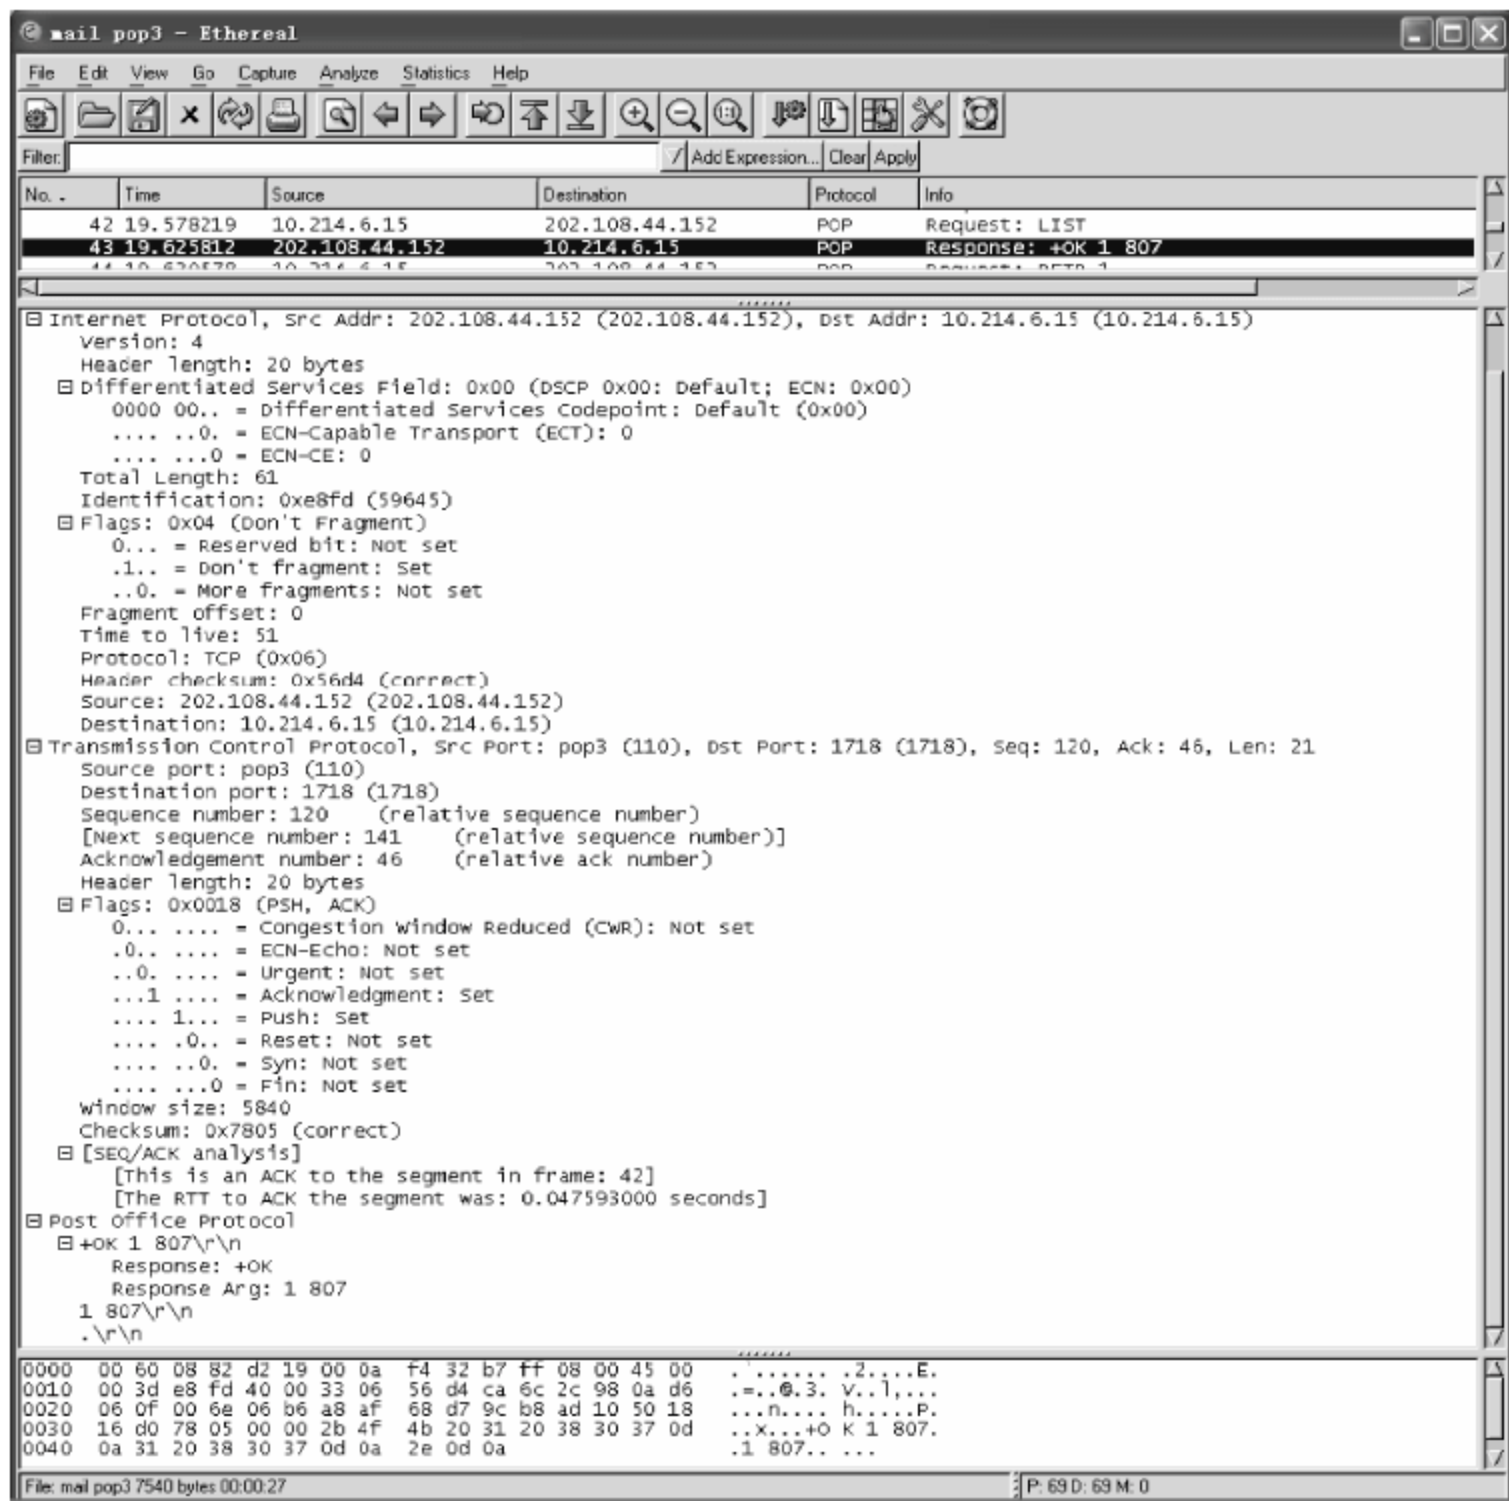 mail pop3 - Ethereal
File Edit View Go Capture Analyze Statistics Help
Filter: Add Expression... Clear Apply
No. . Time Source Destination Protocol Info
42 19.578219 10.214.6.15 202.108.44.152 POP Request: LIST
43 19.625812 202.108.44.152 10.214.6.15 POP Response: +OK 1 807
Internet Protocol, Src Addr: 202.108.44.152 (202.108.44.152), Dst Addr: 10.214.6.15 (10.214.6.15)
Version: 4
Header length: 20 bytes
Differentiated Services Field: 0x00 (DSCP 0x00: Default; ECN: 0x00)
0000 00.. = Differentiated Services Codepoint: Default (0x00)
.... ..0. = ECN-Capable Transport (ECT): 0
.... ...0 = ECN-CE: 0
Total Length: 61
Identification: 0xe8fd (59645)
Flags: 0x04 (Don't Fragment)
0... = Reserved bit: Not set
.1.. = Don't fragment: Set
..0. = More fragments: Not set
Fragment offset: 0
Time to live: 51
Protocol: TCP (0x06)
Header checksum: 0x56d4 (correct)
Source: 202.108.44.152 (202.108.44.152)
Destination: 10.214.6.15 (10.214.6.15)
Transmission Control Protocol, Src Port: pop3 (110), Dst Port: 1718 (1718), Seq: 120, Ack: 46, Len: 21
Source port: pop3 (110)
Destination port: 1718 (1718)
Sequence number: 120 (relative sequence number)
[Next sequence number: 141 (relative sequence number)]
Acknowledgement number: 46 (relative ack number)
Header length: 20 bytes
Flags: 0x0018 (PSH, ACK)
0... .... = Congestion Window Reduced (CWR): Not set
.0.. .... = ECN-Echo: Not set
..0. .... = Urgent: Not set
...1 .... = Acknowledgment: Set
.... 1... = Push: Set
.... .0.. = Reset: Not set
.... ..0. = Syn: Not set
.... ...0 = Fin: Not set
Window size: 5840
Checksum: 0x7805 (correct)
[SEQ/ACK analysis]
[This is an ACK to the segment in frame: 42]
[The RTT to ACK the segment was: 0.047593000 seconds]
Post Office Protocol
+OK 1 807\r\n
Response: +OK
Response Arg: 1 807
1 807\r\n
.\r\n
0000 00 60 08 82 d2 19 00 0a f4 32 b7 ff 08 00 45 00 .`...... .2....E.
0010 00 3d e8 fd 40 00 33 06 56 d4 ca 6c 2c 98 0a d6 .=..@.3. V..l,...
0020 06 0f 00 6e 06 b6 a8 af 68 d7 9c b8 ad 10 50 18 ...n.... h.....P.
0030 16 d0 78 05 00 00 2b 4f 4b 20 31 20 38 30 37 0d ..x...+O K 1 807.
0040 0a 31 20 38 30 37 0d 0a 2e 0d 0a .1 807.. ...
File: mail pop3 7540 bytes 00:00:27 P: 69 D: 69 M: 0